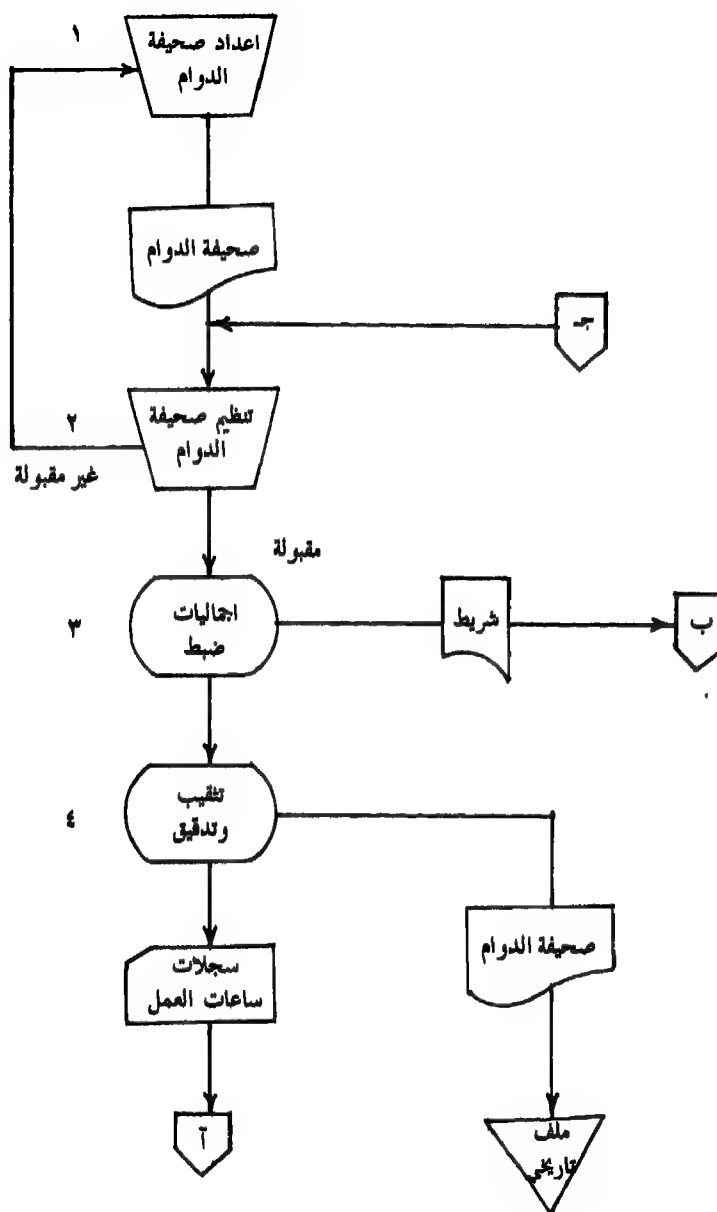 ١
اعداد صحيفة
الدوام
صحيفة الدوام
جـ
٢
تنظيم صحيفة
الدوام
غير مقبولة
مقبولة
٣
اجماليات
ضبط
شريط
ب
٤
تثقيب
وتدقيق
سجلات
ساعات العمل
صحيفة الدوام
آ
ملف
تاريخي